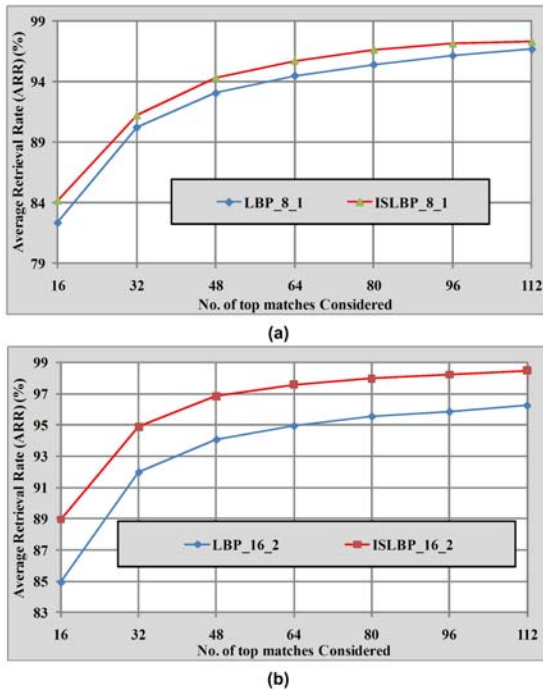 99
94
89
84
79
Average Retrieval Rate (ARR) (%)
LBP_8_1 ISLBP_8_1
16 32 48 64 80 96 112
No. of top matches Considered
(a)
99
97
95
93
91
89
87
85
83
Average Retrieval Rate (ARR) (%)
LBP_16_2 ISLBP_16_2
16 32 48 64 80 96 112
No. of top matches Considered
(b)